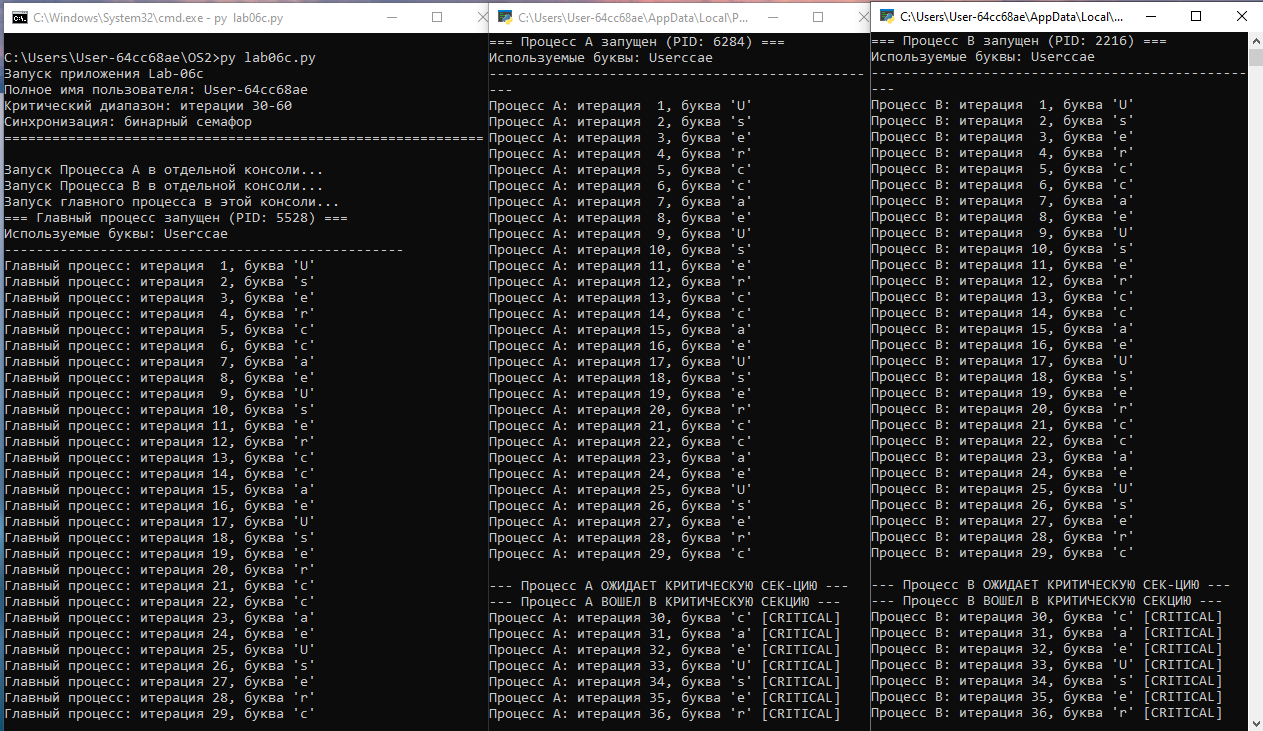 C:\Windows\System32\cmd.exe - py lab06c.py
C:\Users\User-64cc68ae\OS2>py lab06c.py
Запуск приложения Lab-06c
Полное имя пользователя: User-64cc68ae
Критический диапазон: итерации 30-60
Синхронизация: бинарный семафор
============================================================
Запуск Процесса A в отдельной консоли...
Запуск Процесса B в отдельной консоли...
Запуск главного процесса в этой консоли...
=== Главный процесс запущен (PID: 5528) ===
Используемые буквы: Userccae
--------------------------------------------------
Главный процесс: итерация  1, буква 'U'
Главный процесс: итерация  2, буква 's'
Главный процесс: итерация  3, буква 'e'
Главный процесс: итерация  4, буква 'r'
Главный процесс: итерация  5, буква 'c'
Главный процесс: итерация  6, буква 'c'
Главный процесс: итерация  7, буква 'a'
Главный процесс: итерация  8, буква 'e'
Главный процесс: итерация  9, буква 'U'
Главный процесс: итерация 10, буква 's'
Главный процесс: итерация 11, буква 'e'
Главный процесс: итерация 12, буква 'r'
Главный процесс: итерация 13, буква 'c'
Главный процесс: итерация 14, буква 'c'
Главный процесс: итерация 15, буква 'a'
Главный процесс: итерация 16, буква 'e'
Главный процесс: итерация 17, буква 'U'
Главный процесс: итерация 18, буква 's'
Главный процесс: итерация 19, буква 'e'
Главный процесс: итерация 20, буква 'r'
Главный процесс: итерация 21, буква 'c'
Главный процесс: итерация 22, буква 'c'
Главный процесс: итерация 23, буква 'a'
Главный процесс: итерация 24, буква 'e'
Главный процесс: итерация 25, буква 'U'
Главный процесс: итерация 26, буква 's'
Главный процесс: итерация 27, буква 'e'
Главный процесс: итерация 28, буква 'r'
Главный процесс: итерация 29, буква 'c'
C:\Users\User-64cc68ae\AppData\Local\P...
=== Процесс A запущен (PID: 6284) ===
Используемые буквы: Userccae
-----------------------------------------------
---
Процесс A: итерация  1, буква 'U'
Процесс A: итерация  2, буква 's'
Процесс A: итерация  3, буква 'e'
Процесс A: итерация  4, буква 'r'
Процесс A: итерация  5, буква 'c'
Процесс A: итерация  6, буква 'c'
Процесс A: итерация  7, буква 'a'
Процесс A: итерация  8, буква 'e'
Процесс A: итерация  9, буква 'U'
Процесс A: итерация 10, буква 's'
Процесс A: итерация 11, буква 'e'
Процесс A: итерация 12, буква 'r'
Процесс A: итерация 13, буква 'c'
Процесс A: итерация 14, буква 'c'
Процесс A: итерация 15, буква 'a'
Процесс A: итерация 16, буква 'e'
Процесс A: итерация 17, буква 'U'
Процесс A: итерация 18, буква 's'
Процесс A: итерация 19, буква 'e'
Процесс A: итерация 20, буква 'r'
Процесс A: итерация 21, буква 'c'
Процесс A: итерация 22, буква 'c'
Процесс A: итерация 23, буква 'a'
Процесс A: итерация 24, буква 'e'
Процесс A: итерация 25, буква 'U'
Процесс A: итерация 26, буква 's'
Процесс A: итерация 27, буква 'e'
Процесс A: итерация 28, буква 'r'
Процесс A: итерация 29, буква 'c'
--- Процесс A ОЖИДАЕТ КРИТИЧЕСКУЮ СЕК-ЦИЮ ---
--- Процесс A ВОШЕЛ В КРИТИЧЕСКУЮ СЕКЦИЮ ---
Процесс A: итерация 30, буква 'c' [CRITICAL]
Процесс A: итерация 31, буква 'a' [CRITICAL]
Процесс A: итерация 32, буква 'e' [CRITICAL]
Процесс A: итерация 33, буква 'U' [CRITICAL]
Процесс A: итерация 34, буква 's' [CRITICAL]
Процесс A: итерация 35, буква 'e' [CRITICAL]
Процесс A: итерация 36, буква 'r' [CRITICAL]
C:\Users\User-64cc68ae\AppData\Local\...
=== Процесс B запущен (PID: 2216) ===
Используемые буквы: Userccae
-----------------------------------------------
---
Процесс B: итерация  1, буква 'U'
Процесс B: итерация  2, буква 's'
Процесс B: итерация  3, буква 'e'
Процесс B: итерация  4, буква 'r'
Процесс B: итерация  5, буква 'c'
Процесс B: итерация  6, буква 'c'
Процесс B: итерация  7, буква 'a'
Процесс B: итерация  8, буква 'e'
Процесс B: итерация  9, буква 'U'
Процесс B: итерация 10, буква 's'
Процесс B: итерация 11, буква 'e'
Процесс B: итерация 12, буква 'r'
Процесс B: итерация 13, буква 'c'
Процесс B: итерация 14, буква 'c'
Процесс B: итерация 15, буква 'a'
Процесс B: итерация 16, буква 'e'
Процесс B: итерация 17, буква 'U'
Процесс B: итерация 18, буква 's'
Процесс B: итерация 19, буква 'e'
Процесс B: итерация 20, буква 'r'
Процесс B: итерация 21, буква 'c'
Процесс B: итерация 22, буква 'c'
Процесс B: итерация 23, буква 'a'
Процесс B: итерация 24, буква 'e'
Процесс B: итерация 25, буква 'U'
Процесс B: итерация 26, буква 's'
Процесс B: итерация 27, буква 'e'
Процесс B: итерация 28, буква 'r'
Процесс B: итерация 29, буква 'c'
--- Процесс B ОЖИДАЕТ КРИТИЧЕСКУЮ СЕК-ЦИЮ ---
--- Процесс B ВОШЕЛ В КРИТИЧЕСКУЮ СЕКЦИЮ ---
Процесс B: итерация 30, буква 'c' [CRITICAL]
Процесс B: итерация 31, буква 'a' [CRITICAL]
Процесс B: итерация 32, буква 'e' [CRITICAL]
Процесс B: итерация 33, буква 'U' [CRITICAL]
Процесс B: итерация 34, буква 's' [CRITICAL]
Процесс B: итерация 35, буква 'e' [CRITICAL]
Процесс B: итерация 36, буква 'r' [CRITICAL]